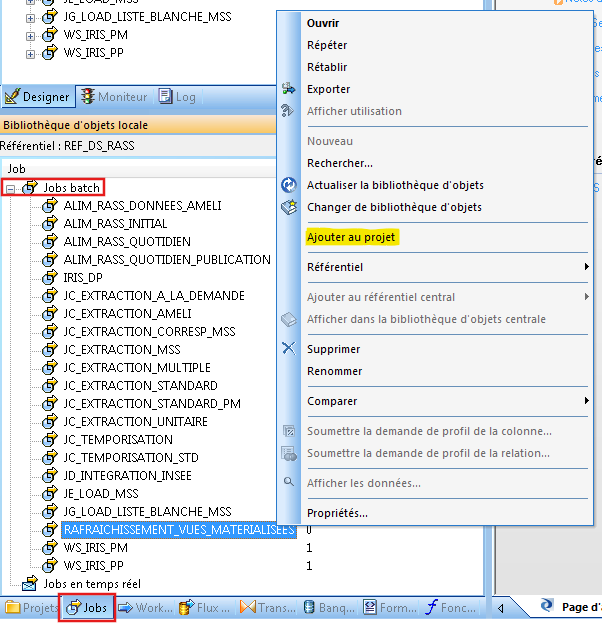 JG_LOAD_LISTE_BLANCHE_MSS
WS_IRIS_PM
WS_IRIS_PP
Designer
Moniteur
Log
Bibliothèque d'objets locale
Référentiel : REF_DS_RASS
Job
Jobs batch
ALIM_RASS_DONNEES_AMELI
ALIM_RASS_INITIAL
ALIM_RASS_QUOTIDIEN
ALIM_RASS_QUOTIDIEN_PUBLICATION
IRIS_DP
JC_EXTRACTION_A_LA_DEMANDE
JC_EXTRACTION_AMELI
JC_EXTRACTION_CORRESP_MSS
JC_EXTRACTION_MSS
JC_EXTRACTION_MULTIPLE
JC_EXTRACTION_STANDARD
JC_EXTRACTION_STANDARD_PM
JC_EXTRACTION_UNITAIRE
JC_TEMPORISATION
JC_TEMPORISATION_STD
JD_INTEGRATION_INSEE
JE_LOAD_MSS
JG_LOAD_LISTE_BLANCHE_MSS
RAFRAICHISSEMENT_VUES_MATERIALISEES 0
WS_IRIS_PM 1
WS_IRIS_PP 1
Jobs en temps réel
Projets
Jobs
Work...
Flux ...
Trans...
Banq...
Form...
Fonc...
Ouvrir
Répéter
Rétablir
Exporter
Afficher utilisation
Nouveau
Rechercher...
Actualiser la bibliothèque d'objets
Changer de bibliothèque d'objets
Ajouter au projet
Référentiel
Ajouter au référentiel central
Afficher dans la bibliothèque d'objets centrale
Supprimer
Renommer
Comparer
Soumettre la demande de profil de la colonne...
Soumettre la demande de profil de la relation...
Afficher les données...
Propriétés...
Page d'